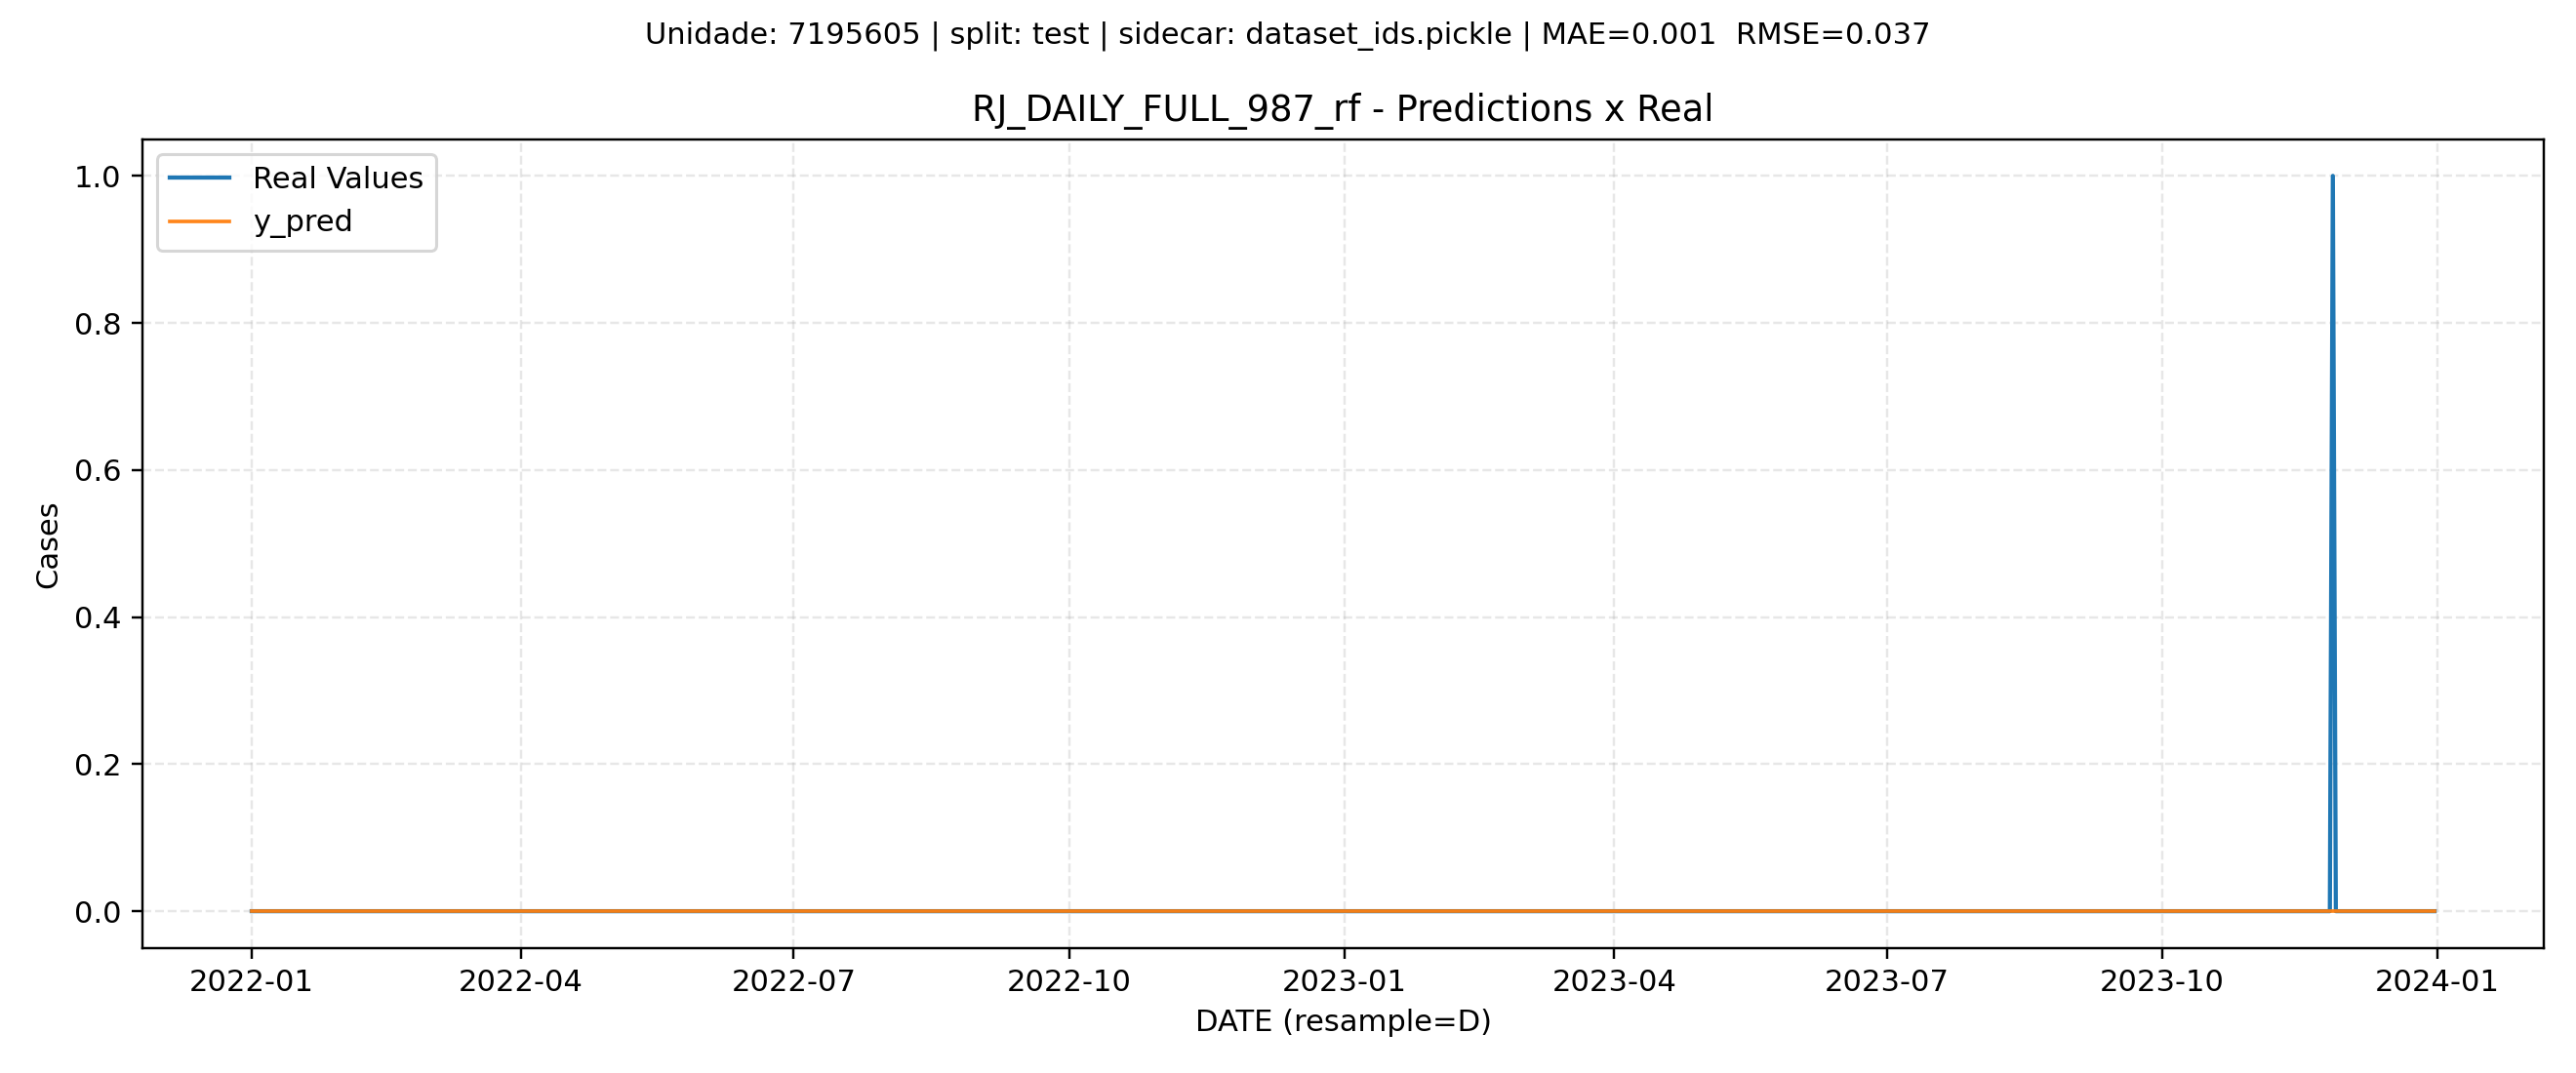 Unidade: 7195605 | split: test | sidecar: dataset_ids.pickle | MAE=0.001  RMSE=0.037
RJ_DAILY_FULL_987_rf - Predictions x Real
Real Values
y_pred
1.0
0.8
0.6
0.4
0.2
0.0
Cases
2022-01 2022-04 2022-07 2022-10 2023-01 2023-04 2023-07 2023-10 2024-01
DATE (resample=D)